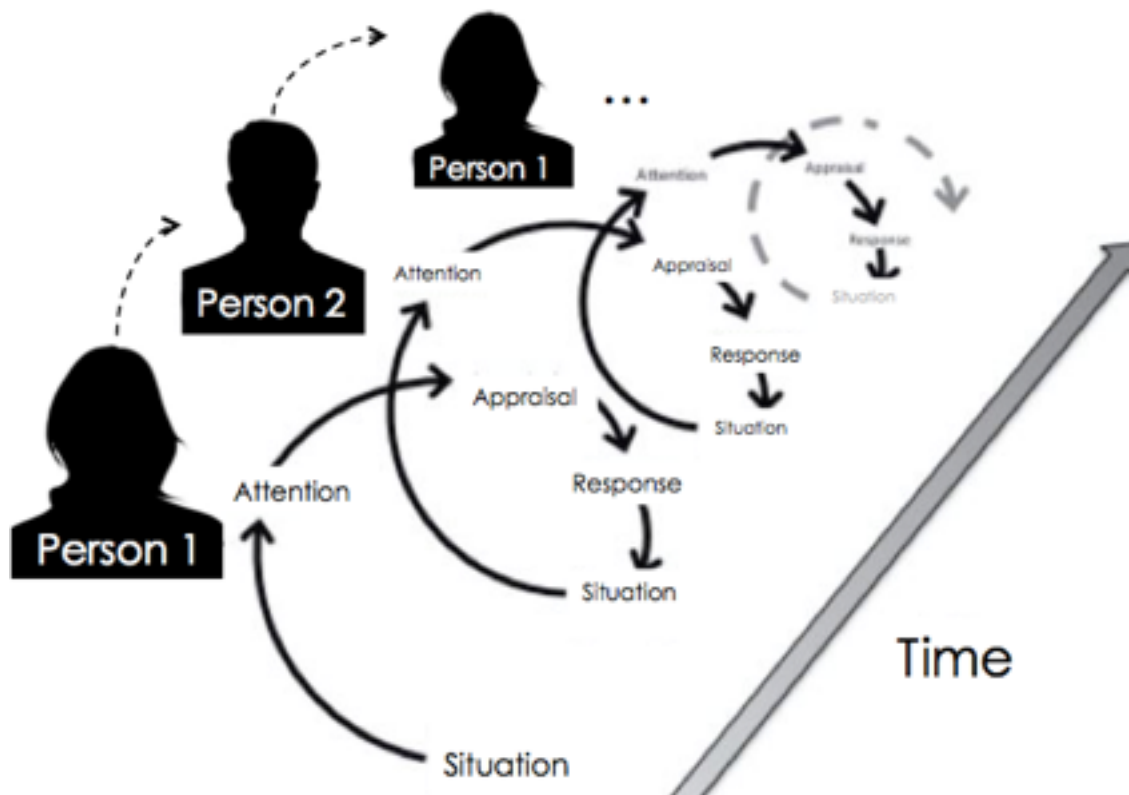 Person 1
...
Person 2
Person 1
Attention
Appraisal
Response
Situation
Attention
Appraisal
Response
Situation
Attention
Appraisal
Response
Situation
Situation
Time